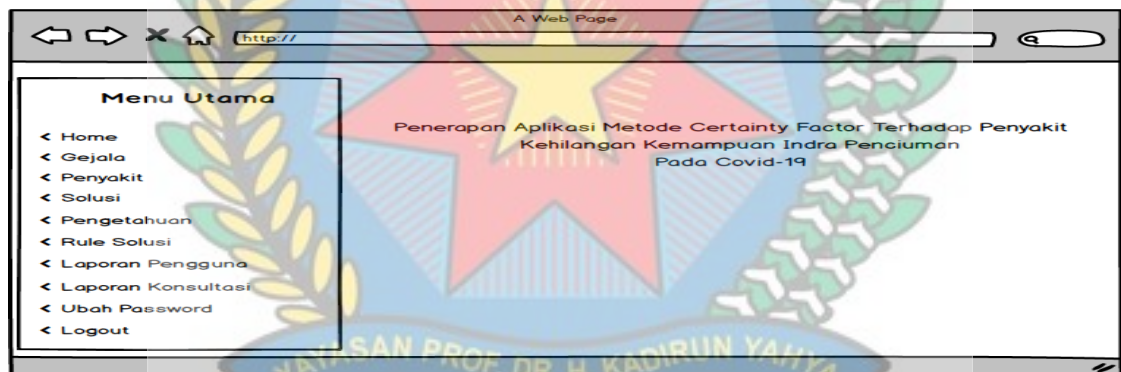 A Web Page
http://
Menu Utama
< Home
< Gejala
< Penyakit
< Solusi
< Pengetahuan
< Rule Solusi
< Laporan Pengguna
< Laporan Konsultasi
< Ubah Password
< Logout
Penerapan Aplikasi Metode Certainty Factor Terhadap Penyakit
Kehilangan Kemampuan Indra Penciuman
Pada Covid-19
YAYASAN PROF. DR. H. KADIRUN YAHYA